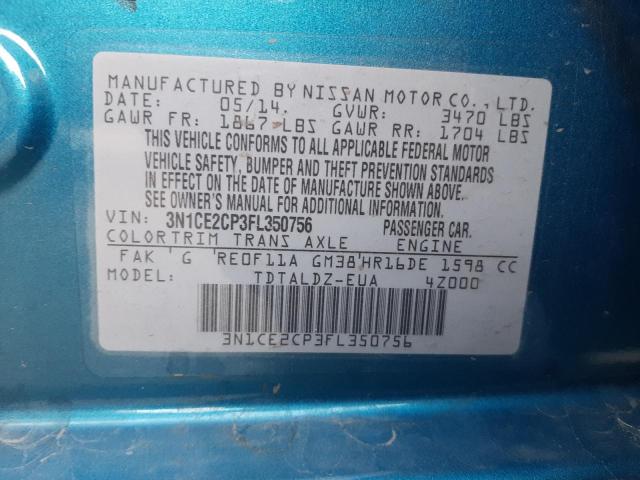 MANUFACTURED BY NISSAN MOTOR CO., LTD.
DATE: 05/14. GVWR: 3470 LBS
GAWR FR: 1867 LBS GAWR RR: 1704 LBS
THIS VEHICLE CONFORMS TO ALL APPLICABLE FEDERAL MOTOR
VEHICLE SAFETY, BUMPER AND THEFT PREVENTION STANDARDS
IN EFFECT ON THE DATE OF MANUFACTURE SHOWN ABOVE.
SEE OWNER'S MANUAL FOR ADDITIONAL INFORMATION.
VIN: 3N1CE2CP3FL350756 PASSENGER CAR.
COLOR TRIM TRANS AXLE ENGINE
FAK ' G 'RE0F11A GM38'HR16DE 1598 CC
MODEL: TDTALDZ-EUA 4Z000
3N1CE2CP3FL350756